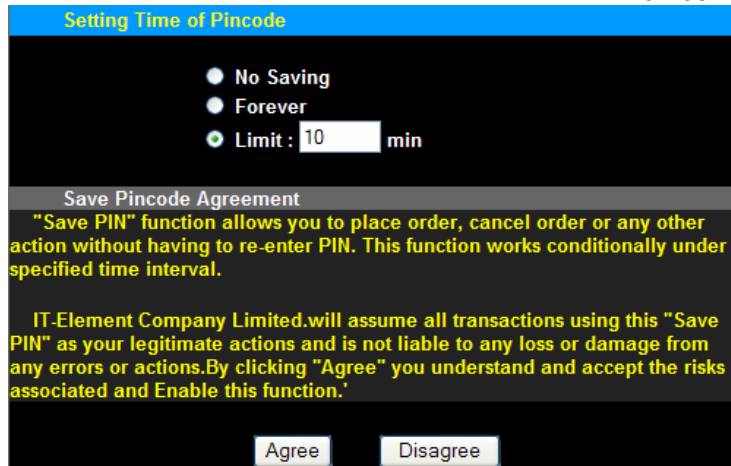 Setting Time of Pincode
No Saving
Forever
Limit : 10 min
Save Pincode Agreement
"Save PIN" function allows you to place order, cancel order or any other
action without having to re-enter PIN. This function works conditionally under
specified time interval.
IT-Element Company Limited.will assume all transactions using this "Save
PIN" as your legitimate actions and is not liable to any loss or damage from
any errors or actions.By clicking "Agree" you understand and accept the risks
associated and Enable this function.'
Agree Disagree